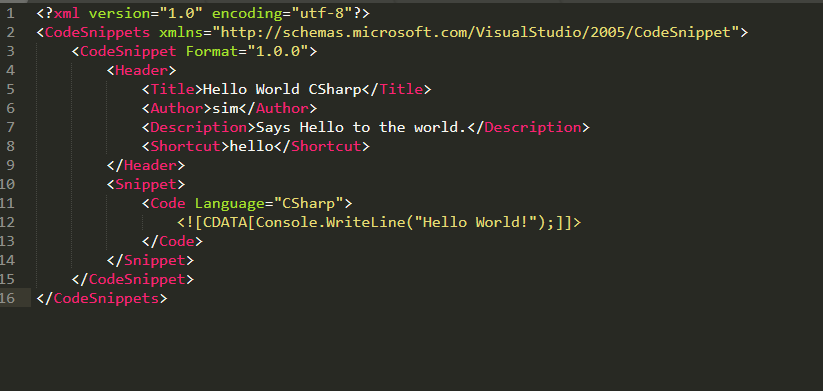 1 <?xml version="1.0" encoding="utf-8"?>
2 <CodeSnippets xmlns="http://schemas.microsoft.com/VisualStudio/2005/CodeSnippet">
3     <CodeSnippet Format="1.0.0">
4         <Header>
5             <Title>Hello World CSharp</Title>
6             <Author>sim</Author>
7             <Description>Says Hello to the world.</Description>
8             <Shortcut>hello</Shortcut>
9         </Header>
10         <Snippet>
11             <Code Language="CSharp">
12                 <![CDATA[Console.WriteLine("Hello World!");]]>
13             </Code>
14         </Snippet>
15     </CodeSnippet>
16 </CodeSnippets>